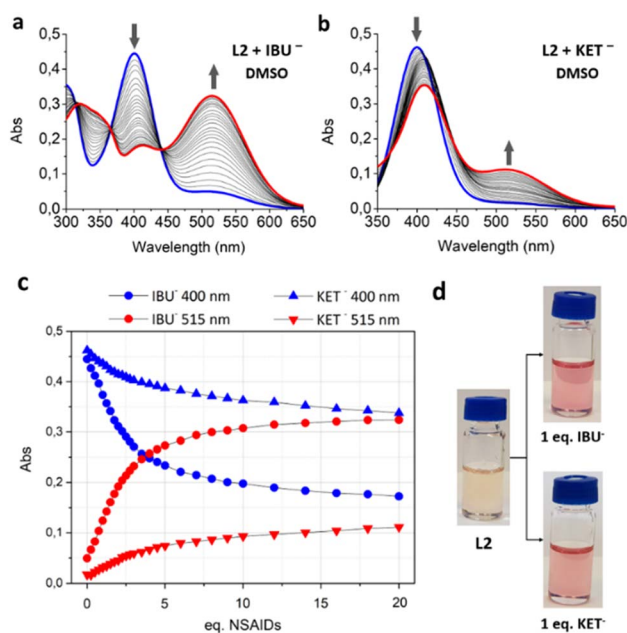 a
L2 + IBU⁻
DMSO
Abs
0,5
0,4
0,3
0,2
0,1
0,0
300 350 400 450 500 550 600 650
Wavelength (nm)
b
L2 + KET⁻
DMSO
Abs
0,5
0,4
0,3
0,2
0,1
0,0
350 400 450 500 550 600 650
Wavelength (nm)
c
IBU⁻ 400 nm
KET⁻ 400 nm
IBU⁻ 515 nm
KET⁻ 515 nm
Abs
0,5
0,4
0,3
0,2
0,1
0,0
0 5 10 15 20
eq. NSAIDs
d
L2
1 eq. IBU⁻
1 eq. KET⁻